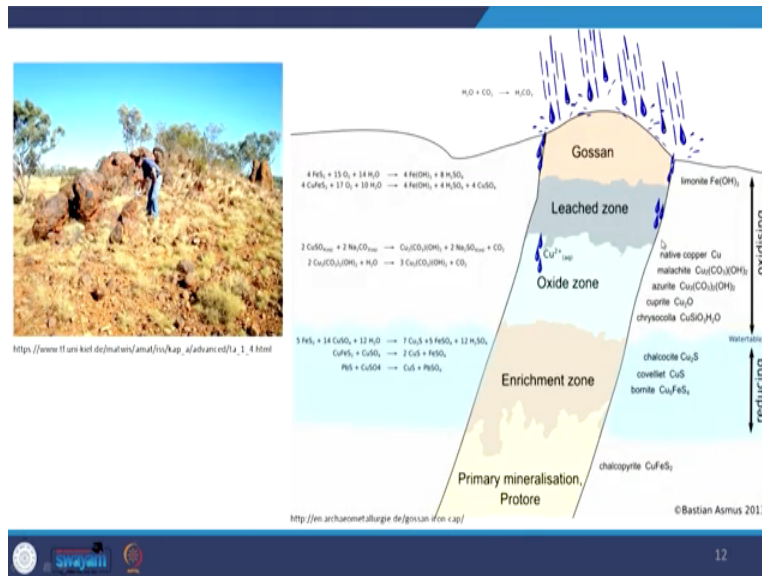 H₂O + CO₂ → H₂CO₃
Gossan
4 FeS₂ + 15 O₂ + 14 H₂O → 4 Fe(OH)₃ + 8 H₂SO₄
4 CuFeS₂ + 17 O₂ + 10 H₂O → 4 Fe(OH)₃ + 4 H₂SO₄ + 4 CuSO₄
limonite Fe(OH)₃
Leached zone
oxidising
2 CuSO₄ + 2 Na₂CO₃ → Cu₂(CO₃)(OH)₂ + 2 Na₂SO₄ + CO₂
2 Cu₃(CO₃)₂(OH)₂ + H₂O → 3 Cu₂(CO₃)(OH)₂ + CO₂
Cu²⁺(aq)
Oxide zone
native copper Cu
malachite Cu₂(CO₃)(OH)₂
azurite Cu₃(CO₃)₂(OH)₂
cuprite Cu₂O
chrysocolla CuSiO₃H₂O
Watertable
https://www.tf.uni-kiel.de/matwis/amat/iss/kap_a/advanced/ta_1_4.html
5 FeS₂ + 14 CuSO₄ + 12 H₂O → 7 Cu₂S + 5 FeSO₄ + 12 H₂SO₄
CuFeS₂ + CuSO₄ → 2 CuS + FeSO₄
PbS + CuSO4 → CuS + PbSO₄
Enrichment zone
chalcocite Cu₂S
covelliet CuS
bornite Cu₅FeS₄
reducing
Primary mineralisation,
Protore
chalcopyrite CuFeS₂
©Bastian Asmus 201
http://en.archaeometallurgie.de/gossan-iron-cap/
swayam
12